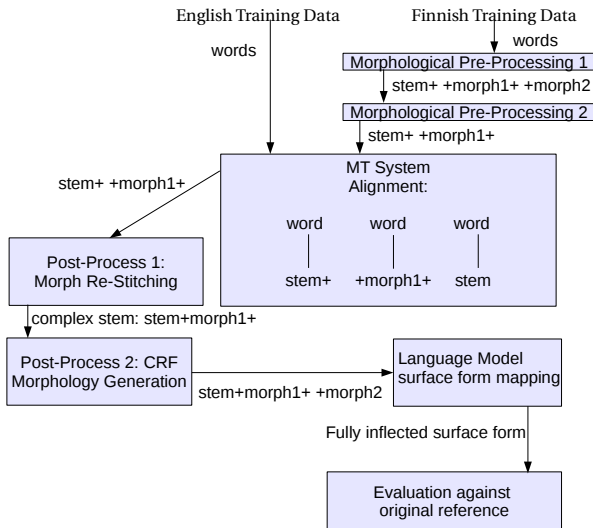 English Training Data
Finnish Training Data
words
words
Morphological Pre-Processing 1
stem+ +morph1+ +morph2
Morphological Pre-Processing 2
stem+ +morph1+
MT System
Alignment:
word word word
stem+ +morph1+ stem
stem+ +morph1+
Post-Process 1:
Morph Re-Stitching
complex stem: stem+morph1+
Post-Process 2: CRF
Morphology Generation
stem+morph1+ +morph2
Language Model
surface form mapping
Fully inflected surface form
Evaluation against
original reference